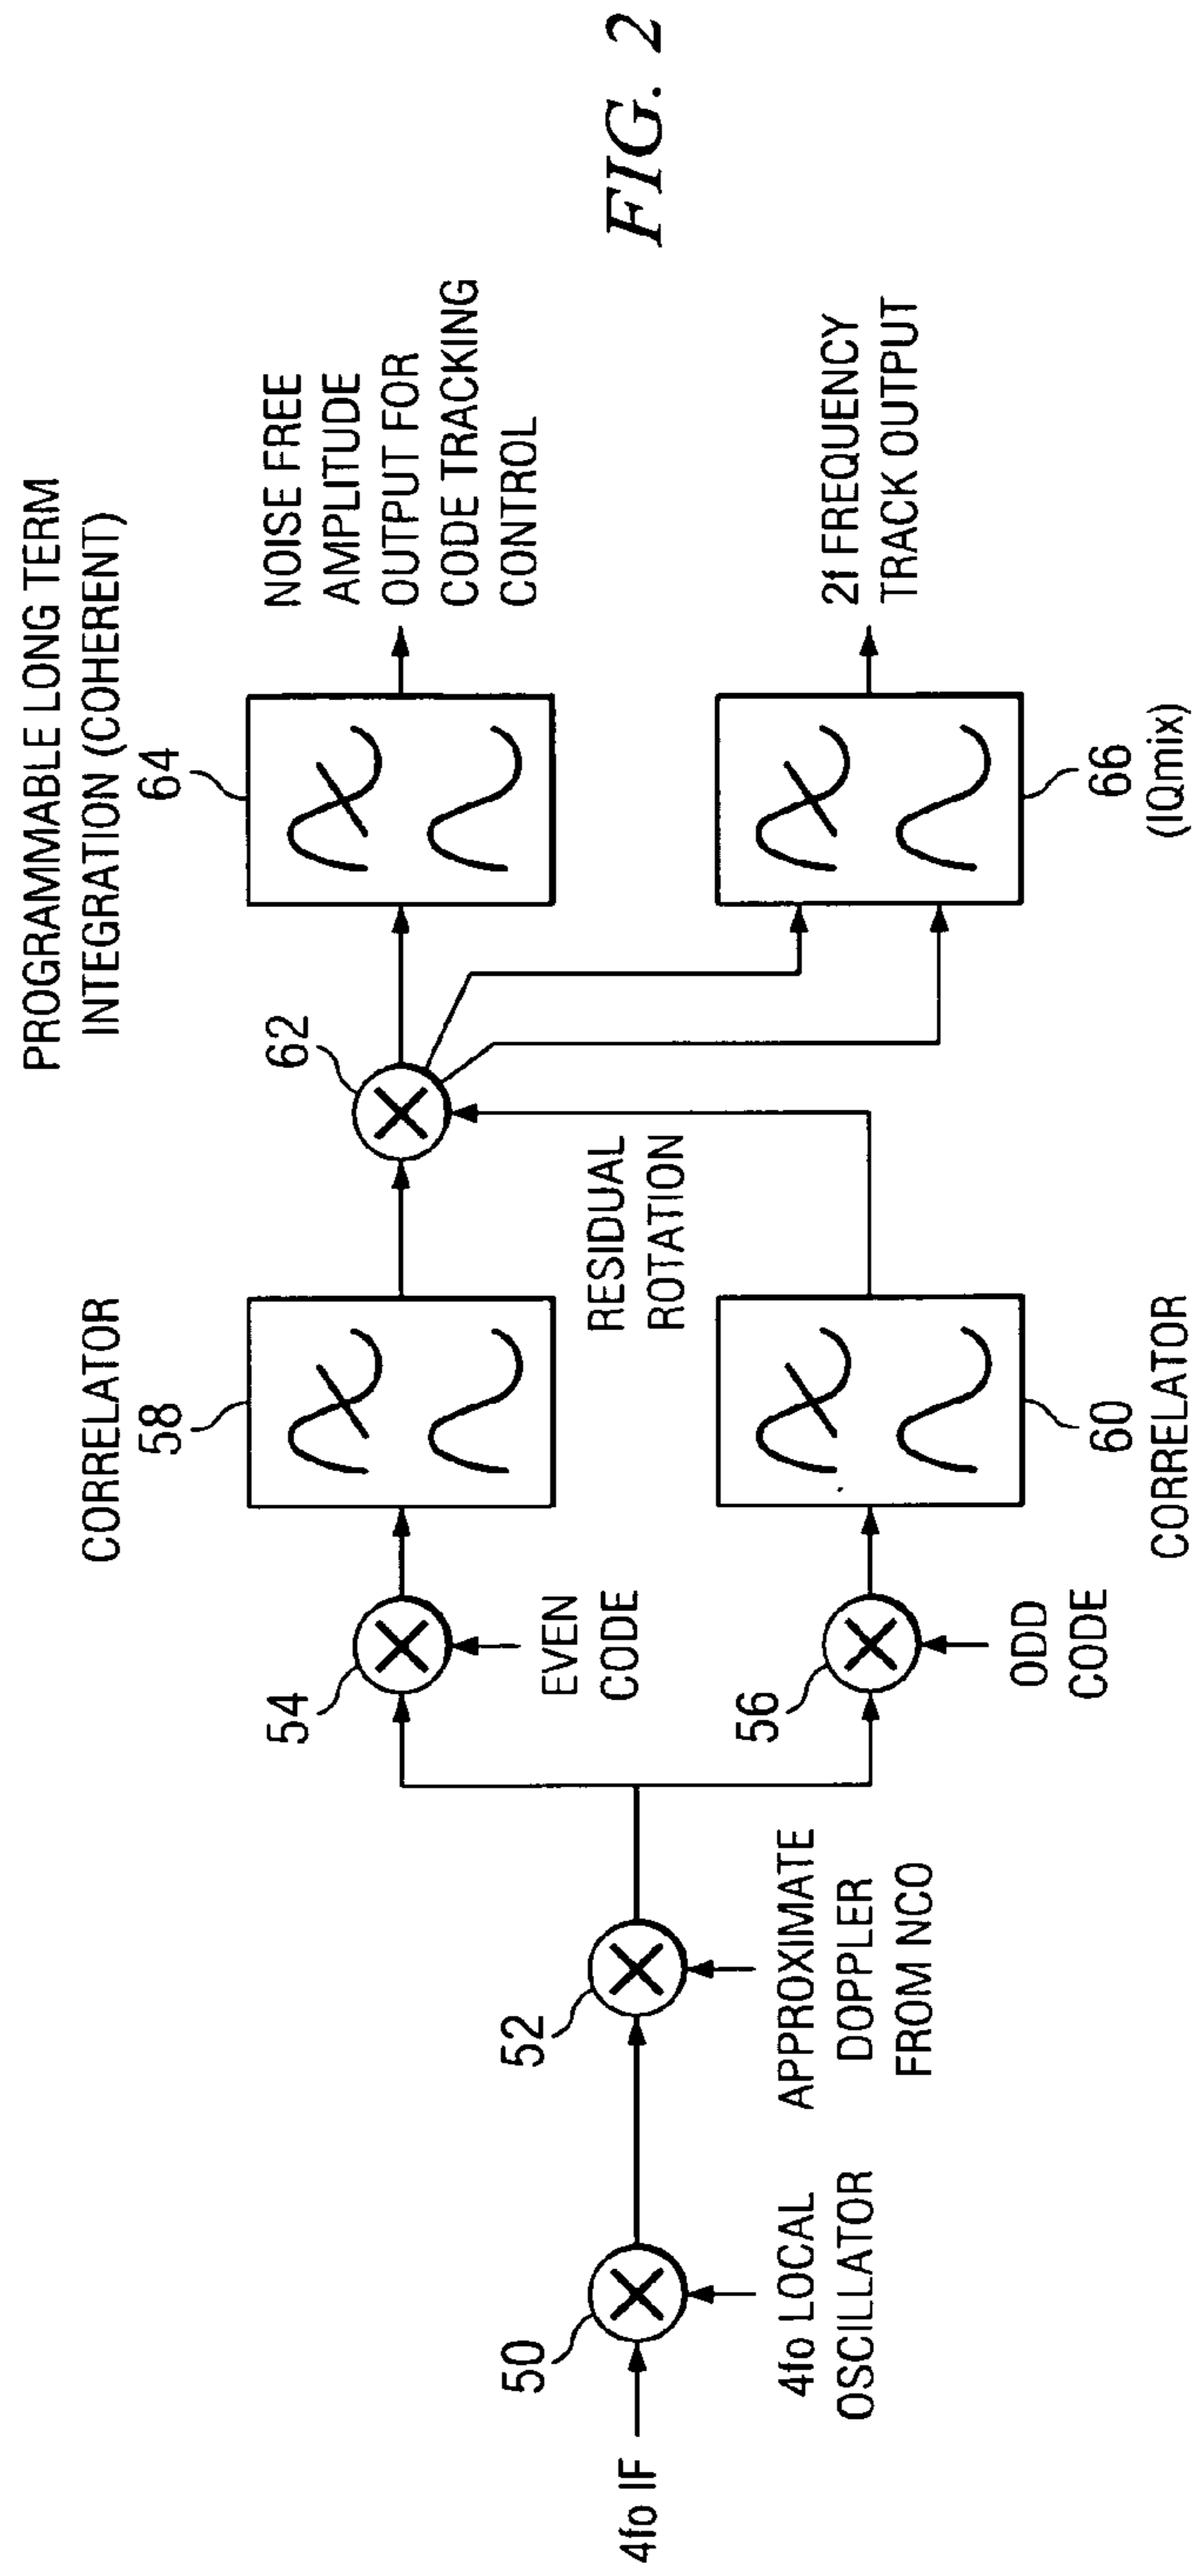 PROGRAMMABLE LONG TERM
INTEGRATION (COHERENT)
CORRELATOR
58
64
62
54
NOISE FREE
AMPLITUDE
OUTPUT FOR
CODE TRACKING
CONTROL
EVEN
CODE
RESIDUAL
ROTATION
4fo IF
50
52
4fo LOCAL
OSCILLATOR
APPROXIMATE
DOPPLER
FROM NCO
56
ODD
CODE
60
CORRELATOR
66
(IQmix)
2f FREQUENCY
TRACK OUTPUT
FIG. 2